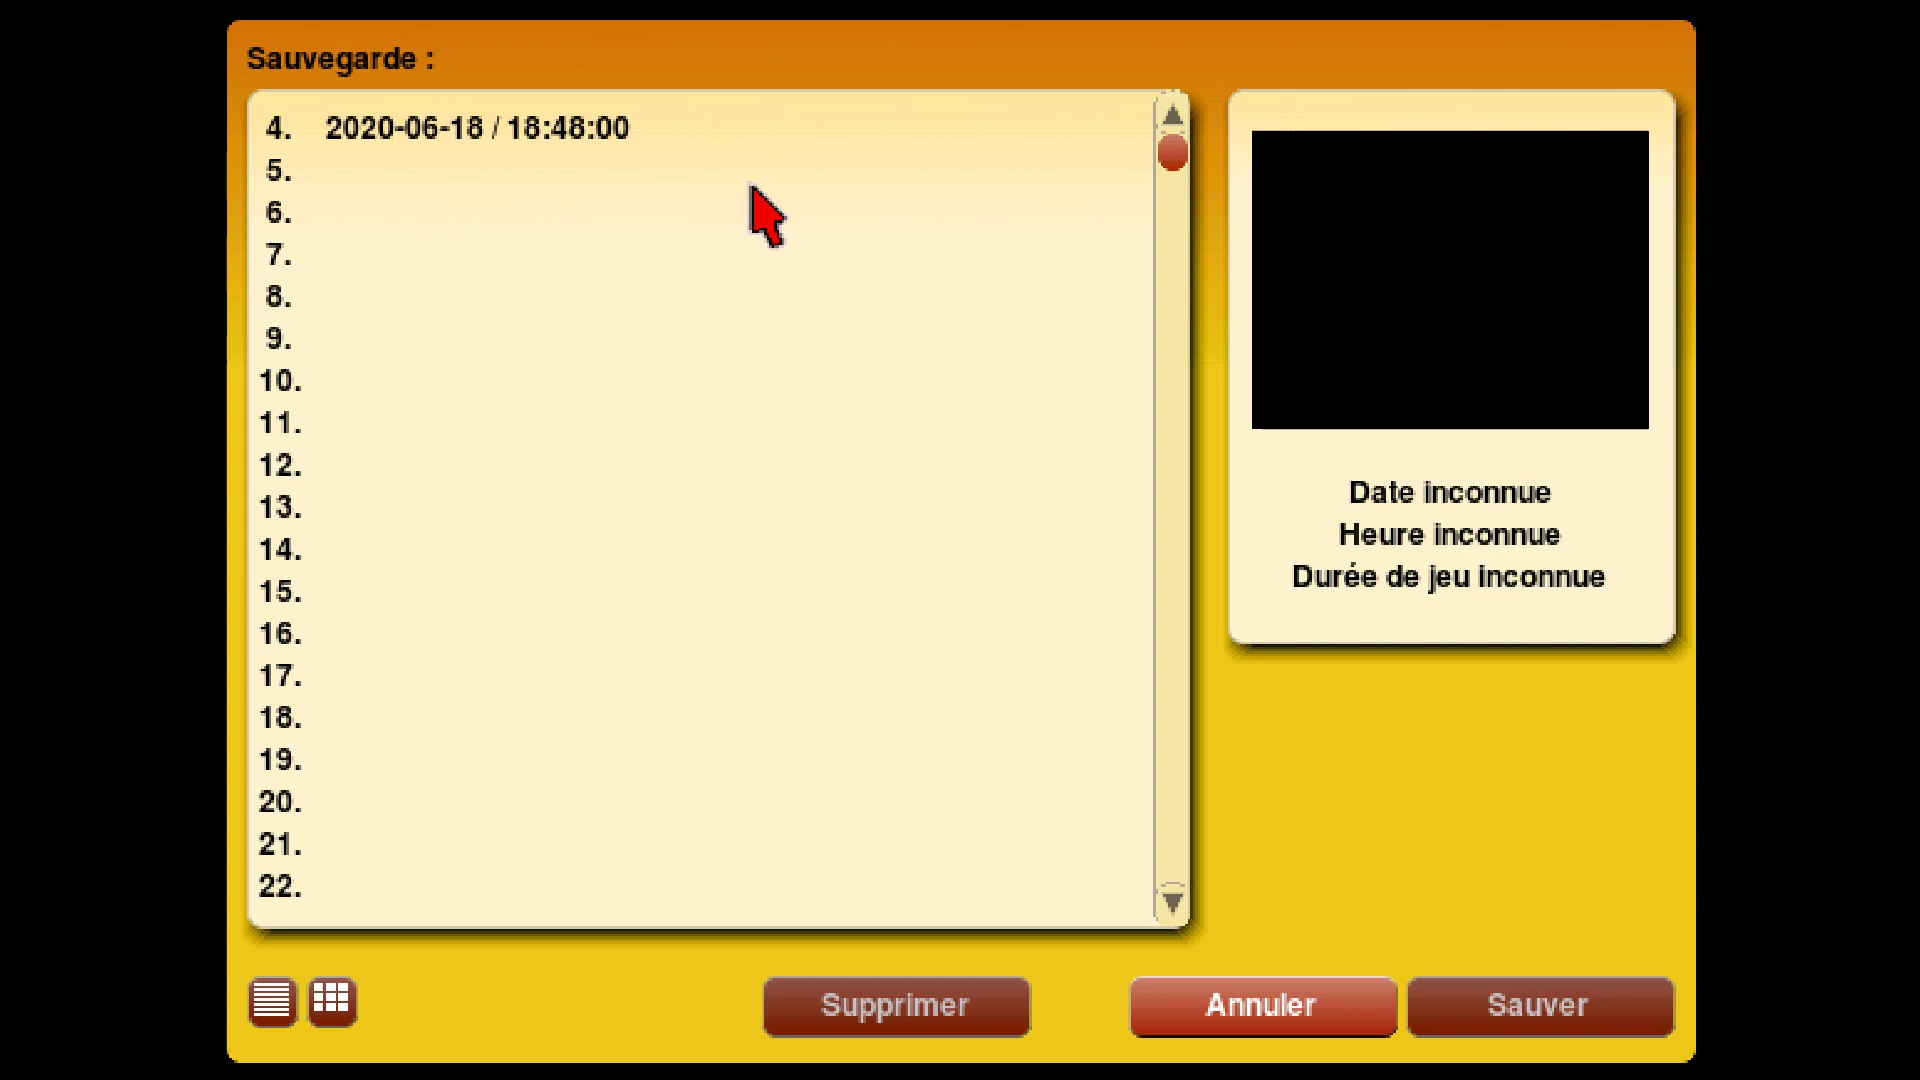 Sauvegarde :
4. 2020-06-18 / 18:48:00
5.
6.
7.
8.
9.
10.
11.
12.
13.
14.
15.
16.
17.
18.
19.
20.
21.
22.
Date inconnue
Heure inconnue
Durée de jeu inconnue
Supprimer
Annuler
Sauver